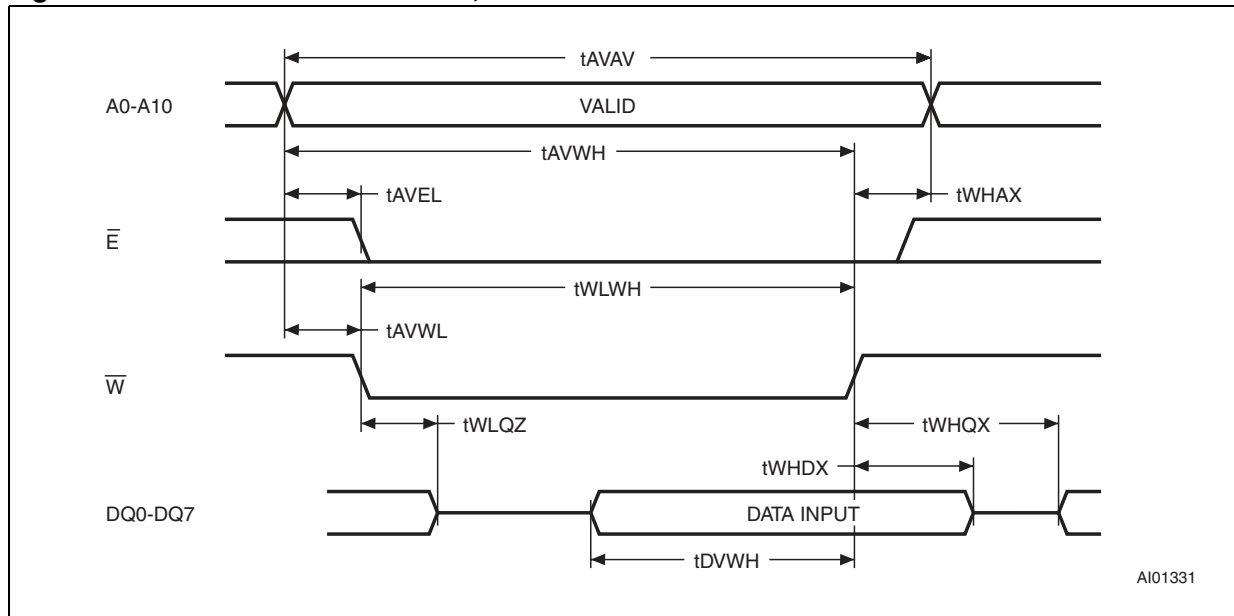 tAVAV
A0-A10
VALID
tAVWH
tAVEL
tWHAX
E̅
tWLWH
tAVWL
W̅
tWLQZ
tWHQX
tWHDX
DQ0-DQ7
DATA INPUT
tDVWH
AI01331